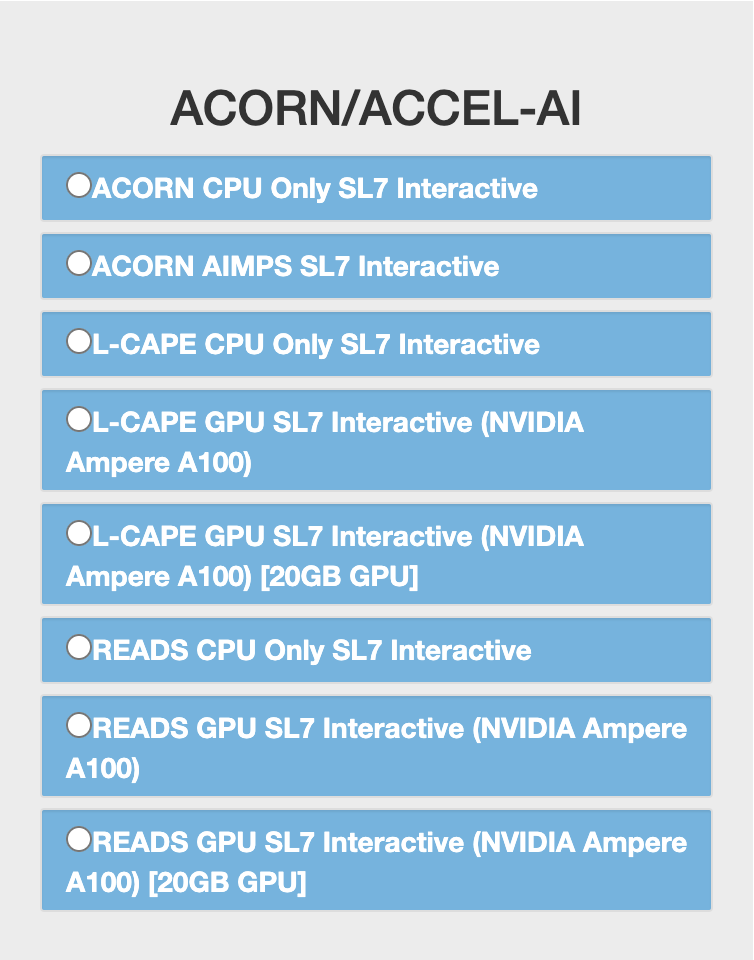 ACORN/ACCEL-AI
ACORN CPU Only SL7 Interactive
ACORN AIMPS SL7 Interactive
L-CAPE CPU Only SL7 Interactive
L-CAPE GPU SL7 Interactive (NVIDIA
Ampere A100)
L-CAPE GPU SL7 Interactive (NVIDIA
Ampere A100) [20GB GPU]
READS CPU Only SL7 Interactive
READS GPU SL7 Interactive (NVIDIA Ampere
A100)
READS GPU SL7 Interactive (NVIDIA Ampere
A100) [20GB GPU]